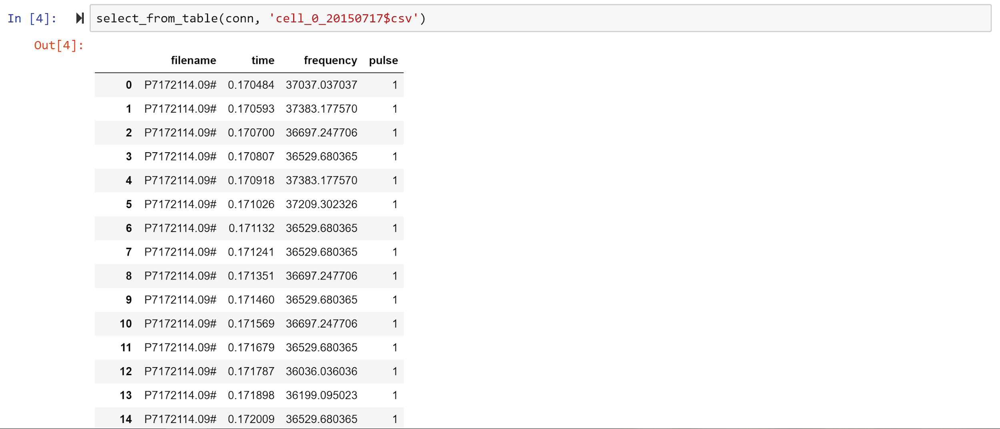 In [4]: select_from_table(conn, 'cell_0_20150717$csv')
Out[4]:
filename time frequency pulse
0 P7172114.09# 0.170484 37037.037037 1
1 P7172114.09# 0.170593 37383.177570 1
2 P7172114.09# 0.170700 36697.247706 1
3 P7172114.09# 0.170807 36529.680365 1
4 P7172114.09# 0.170918 37383.177570 1
5 P7172114.09# 0.171026 37209.302326 1
6 P7172114.09# 0.171132 36529.680365 1
7 P7172114.09# 0.171241 36529.680365 1
8 P7172114.09# 0.171351 36697.247706 1
9 P7172114.09# 0.171460 36529.680365 1
10 P7172114.09# 0.171569 36697.247706 1
11 P7172114.09# 0.171679 36529.680365 1
12 P7172114.09# 0.171787 36036.036036 1
13 P7172114.09# 0.171898 36199.095023 1
14 P7172114.09# 0.172009 36529.680365 1